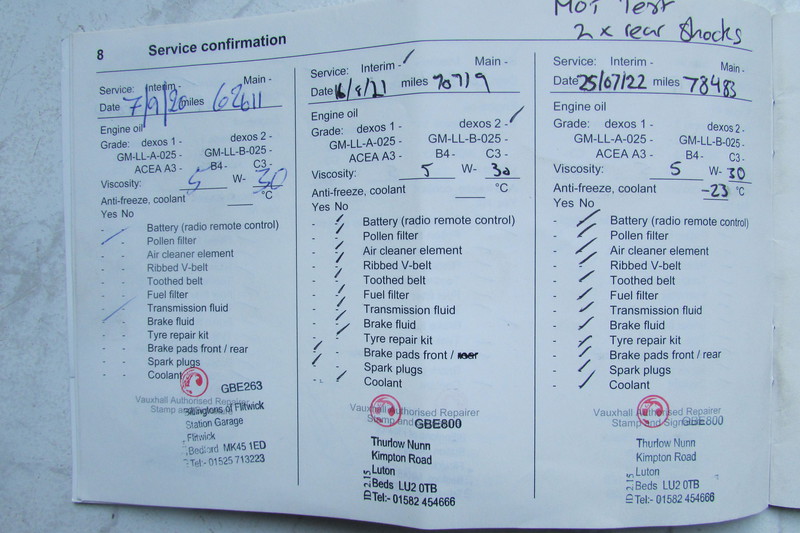 MOT Test
2 x rear Shocks
8 Service confirmation
Service: Interim - Main -
Date 7/9/20 miles 62611
Engine oil
Grade: dexos 1 - dexos 2 -
GM-LL-A-025 - GM-LL-B-025 -
ACEA A3 - B4 - C3 -
Viscosity: 5 W- 30
Anti-freeze, coolant °C
Yes No
- - Battery (radio remote control)
/ - Pollen filter
- - Air cleaner element
- - Ribbed V-belt
- - Toothed belt
- - Fuel filter
- - Transmission fluid
/ - Brake fluid
- - Tyre repair kit
- - Brake pads front / rear
- - Spark plugs
- - Coolant
GBE263
Vauxhall Authorised Repairer
Stamp and
of Flitwick
Station Garage
Flitwick
Bedford MK45 1ED
Tel:- 01525 713223
Service: Interim - ✓ Main -
Date 16/8/21 miles 70719
Engine oil
Grade: dexos 1 - dexos 2 - ✓
GM-LL-A-025 - GM-LL-B-025 -
ACEA A3 - B4 - C3 -
Viscosity: 5 W- 30
Anti-freeze, coolant °C
Yes No
- ✓ Battery (radio remote control)
- ✓ Pollen filter
- ✓ Air cleaner element
- ✓ Ribbed V-belt
- ✓ Toothed belt
- ✓ Fuel filter
- ✓ Transmission fluid
- ✓ Brake fluid
- Tyre repair kit
✓ - Brake pads front / rear
✓ - Spark plugs
- ✓ Coolant
Vauxhall Authorised Repairer
Stamp and
GBE800
Thurlow Nunn
Kimpton Road
Luton
Beds LU2 0TB
Tel:- 01582 454666
ID 215
Service: Interim - Main -
Date 25/07/22 miles 78483
Engine oil
Grade: dexos 1 - dexos 2 -
GM-LL-A-025 - GM-LL-B-025 -
ACEA A3 - B4 - C3 -
Viscosity: 5 W- 30
Anti-freeze, coolant -23 °C
Yes No
- ✓ Battery (radio remote control)
- ✓ Pollen filter
- ✓ Air cleaner element
- ✓ Ribbed V-belt
- ✓ Toothed belt
- ✓ Fuel filter
- ✓ Transmission fluid
- ✓ Brake fluid
- ✓ Tyre repair kit
- ✓ Brake pads front / rear
- ✓ Spark plugs
- ✓ Coolant
Vauxhall Authorised Repairer
Stamp and
GBE800
Thurlow Nunn
Kimpton Road
Luton
Beds LU2 0TB
Tel:- 01582 454666
ID 215